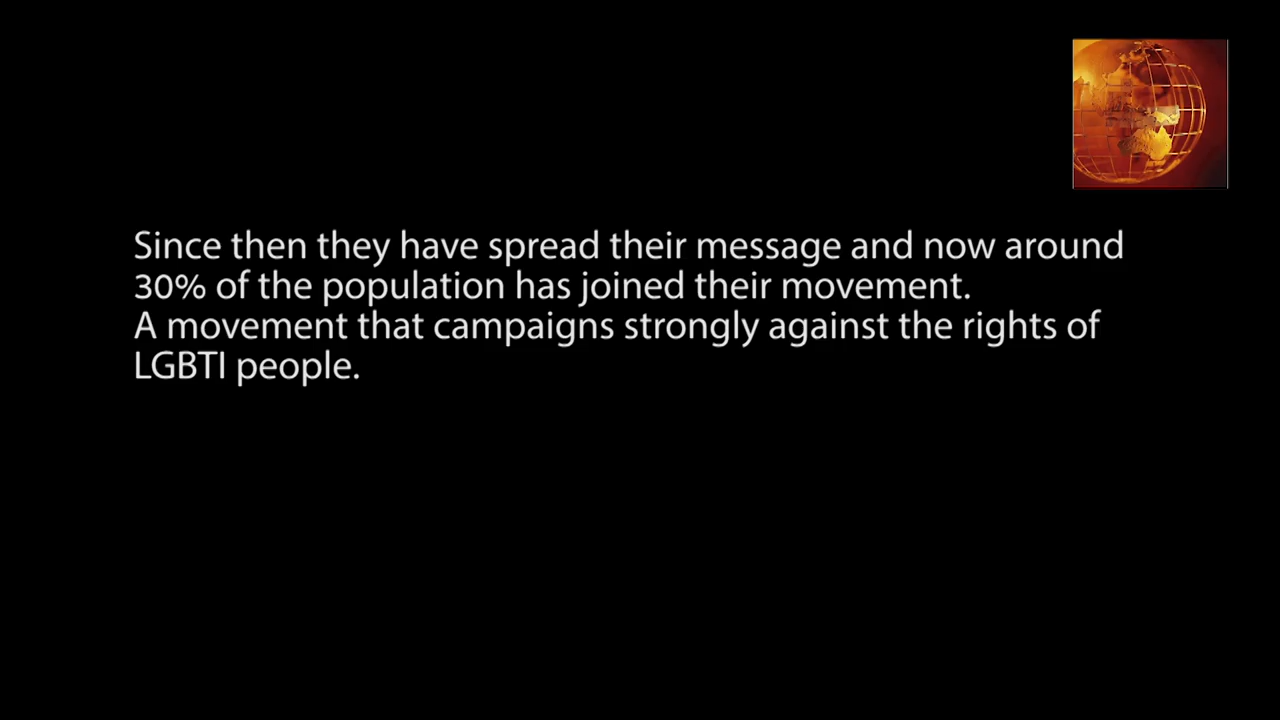 Since then they have spread their message and now around
30% of the population has joined their movement.
A movement that campaigns strongly against the rights of
LGBTI people.